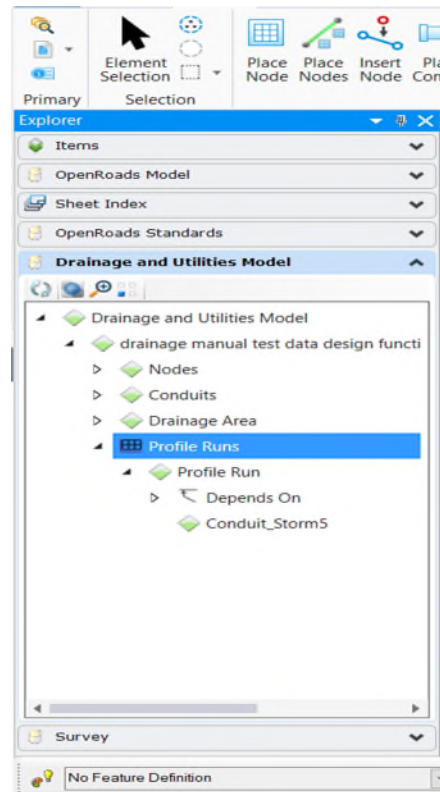 Element
Selection
Place
Node
Place
Nodes
Insert
Node
Pla
Com
Primary
Selection
Explorer
Items
OpenRoads Model
Sheet Index
OpenRoads Standards
Drainage and Utilities Model
Drainage and Utilities Model
drainage manual test data design functi
Nodes
Conduits
Drainage Area
Profile Runs
Profile Run
Depends On
Conduit_Storm5
Survey
No Feature Definition